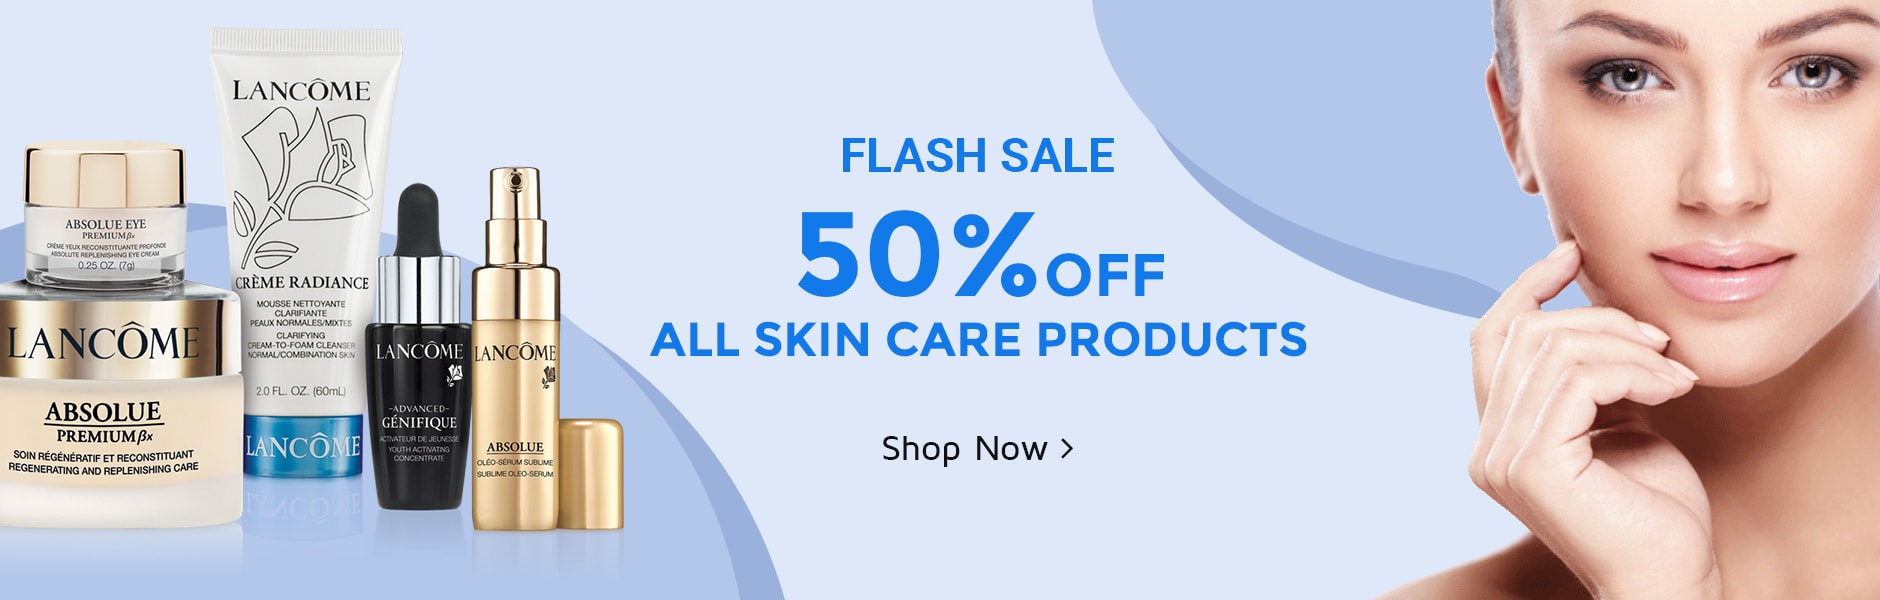 ABSOLUE EYE
PREMIUM βx
CRÈME YEUX RECONSTITUANTE PROFONDE
ABSOLUTE REPLENISHING EYE CREAM
0.25 OZ. (7g)
LANCÔME
ABSOLUE
PREMIUM βx
SOIN RÉGÉNÉRATIF ET RECONSTITUANT
REGENERATING AND REPLENISHING CARE
LANCÔME
CRÈME RADIANCE
MOUSSE NETTOYANTE
CLARIFIANTE
PEAUX NORMALES/MIXTES
CLARIFYING
CREAM-TO-FOAM CLEANSER
NORMAL/COMBINATION SKIN
2.0 FL. OZ. (60mL)
LANCÔME
LANCÔME
-ADVANCED-
GÉNIFIQUE
ACTIVATEUR DE JEUNESSE
YOUTH ACTIVATING
CONCENTRATE
LANCÔME
ABSOLUE
OLÉO-SÉRUM SUBLIME
SUBLIME OLEO-SERUM
FLASH SALE
50% OFF
ALL SKIN CARE PRODUCTS
Shop Now >